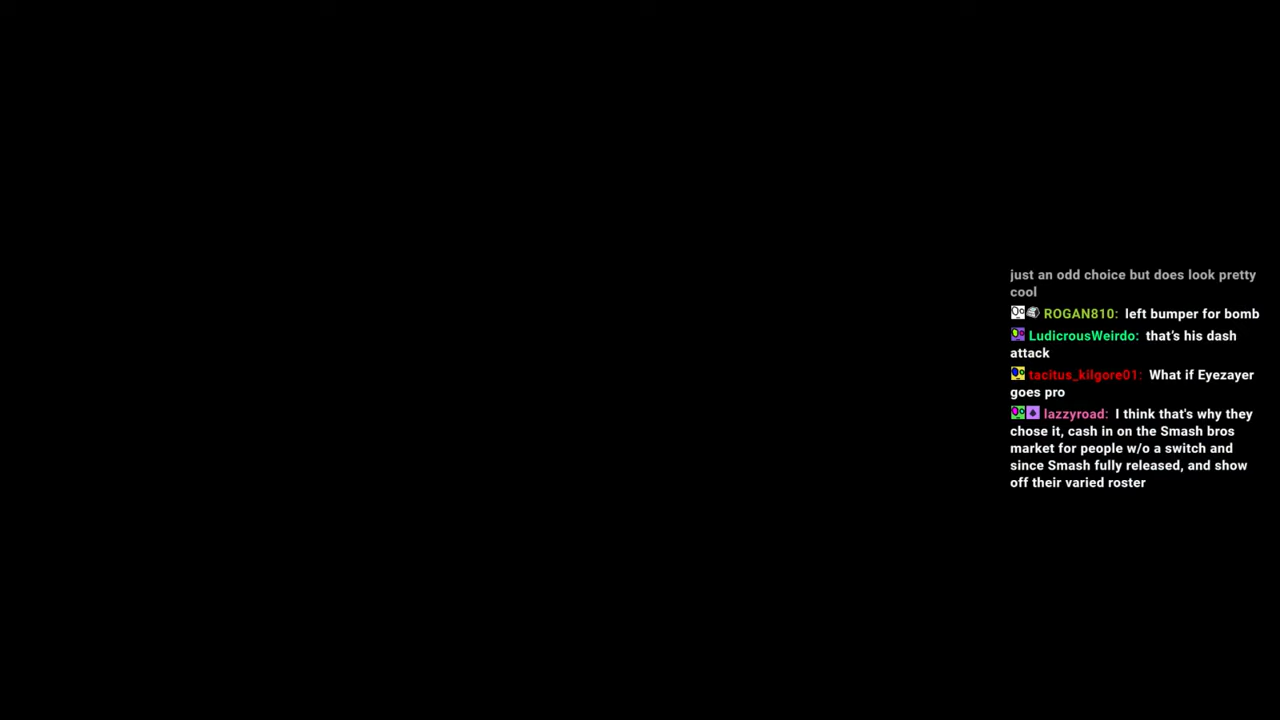 just an odd choice but does look pretty
cool
ROGAN810: left bumper for bomb
LudicrousWeirdo: that’s his dash
attack
tacitus_kilgore01: What if Eyezayer
goes pro
lazzyroad: I think that's why they
chose it, cash in on the Smash bros
market for people w/o a switch and
since Smash fully released, and show
off their varied roster